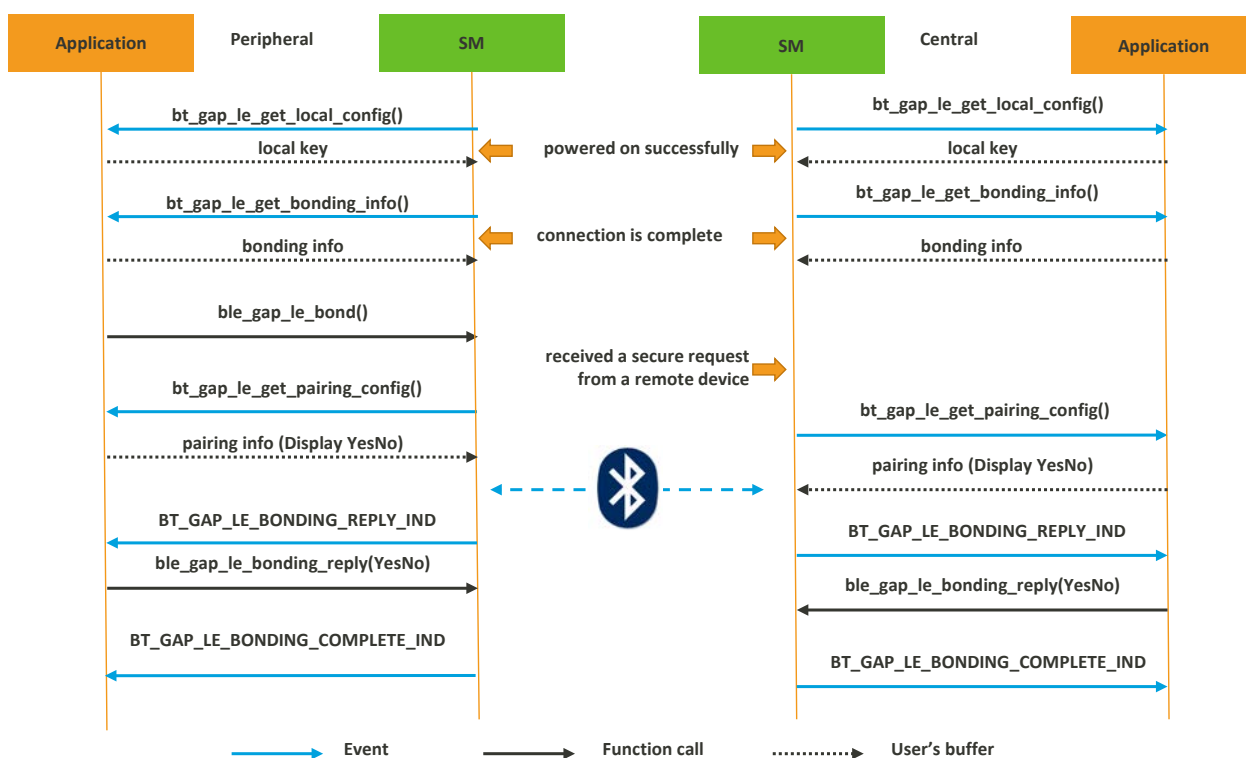 Application
Peripheral
SM
SM
Central
Application
bt_gap_le_get_local_config()
bt_gap_le_get_local_config()
local key
powered on successfully
local key
bt_gap_le_get_bonding_info()
bt_gap_le_get_bonding_info()
bonding info
connection is complete
bonding info
ble_gap_le_bond()
received a secure request
from a remote device
bt_gap_le_get_pairing_config()
bt_gap_le_get_pairing_config()
pairing info (Display YesNo)
pairing info (Display YesNo)
BT_GAP_LE_BONDING_REPLY_IND
BT_GAP_LE_BONDING_REPLY_IND
ble_gap_le_bonding_reply(YesNo)
ble_gap_le_bonding_reply(YesNo)
BT_GAP_LE_BONDING_COMPLETE_IND
BT_GAP_LE_BONDING_COMPLETE_IND
Event
Function call
User’s buffer